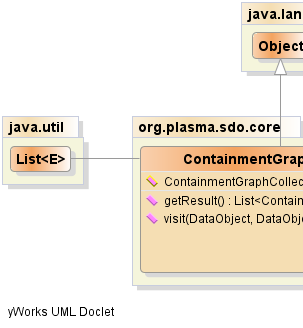 java.lan
Object
java.util
List<E>
org.plasma.sdo.core
ContainmentGrap
ContainmentGraphCollec
getResult() : List<Contain
visit(DataObject, DataObje
yWorks UML Doclet